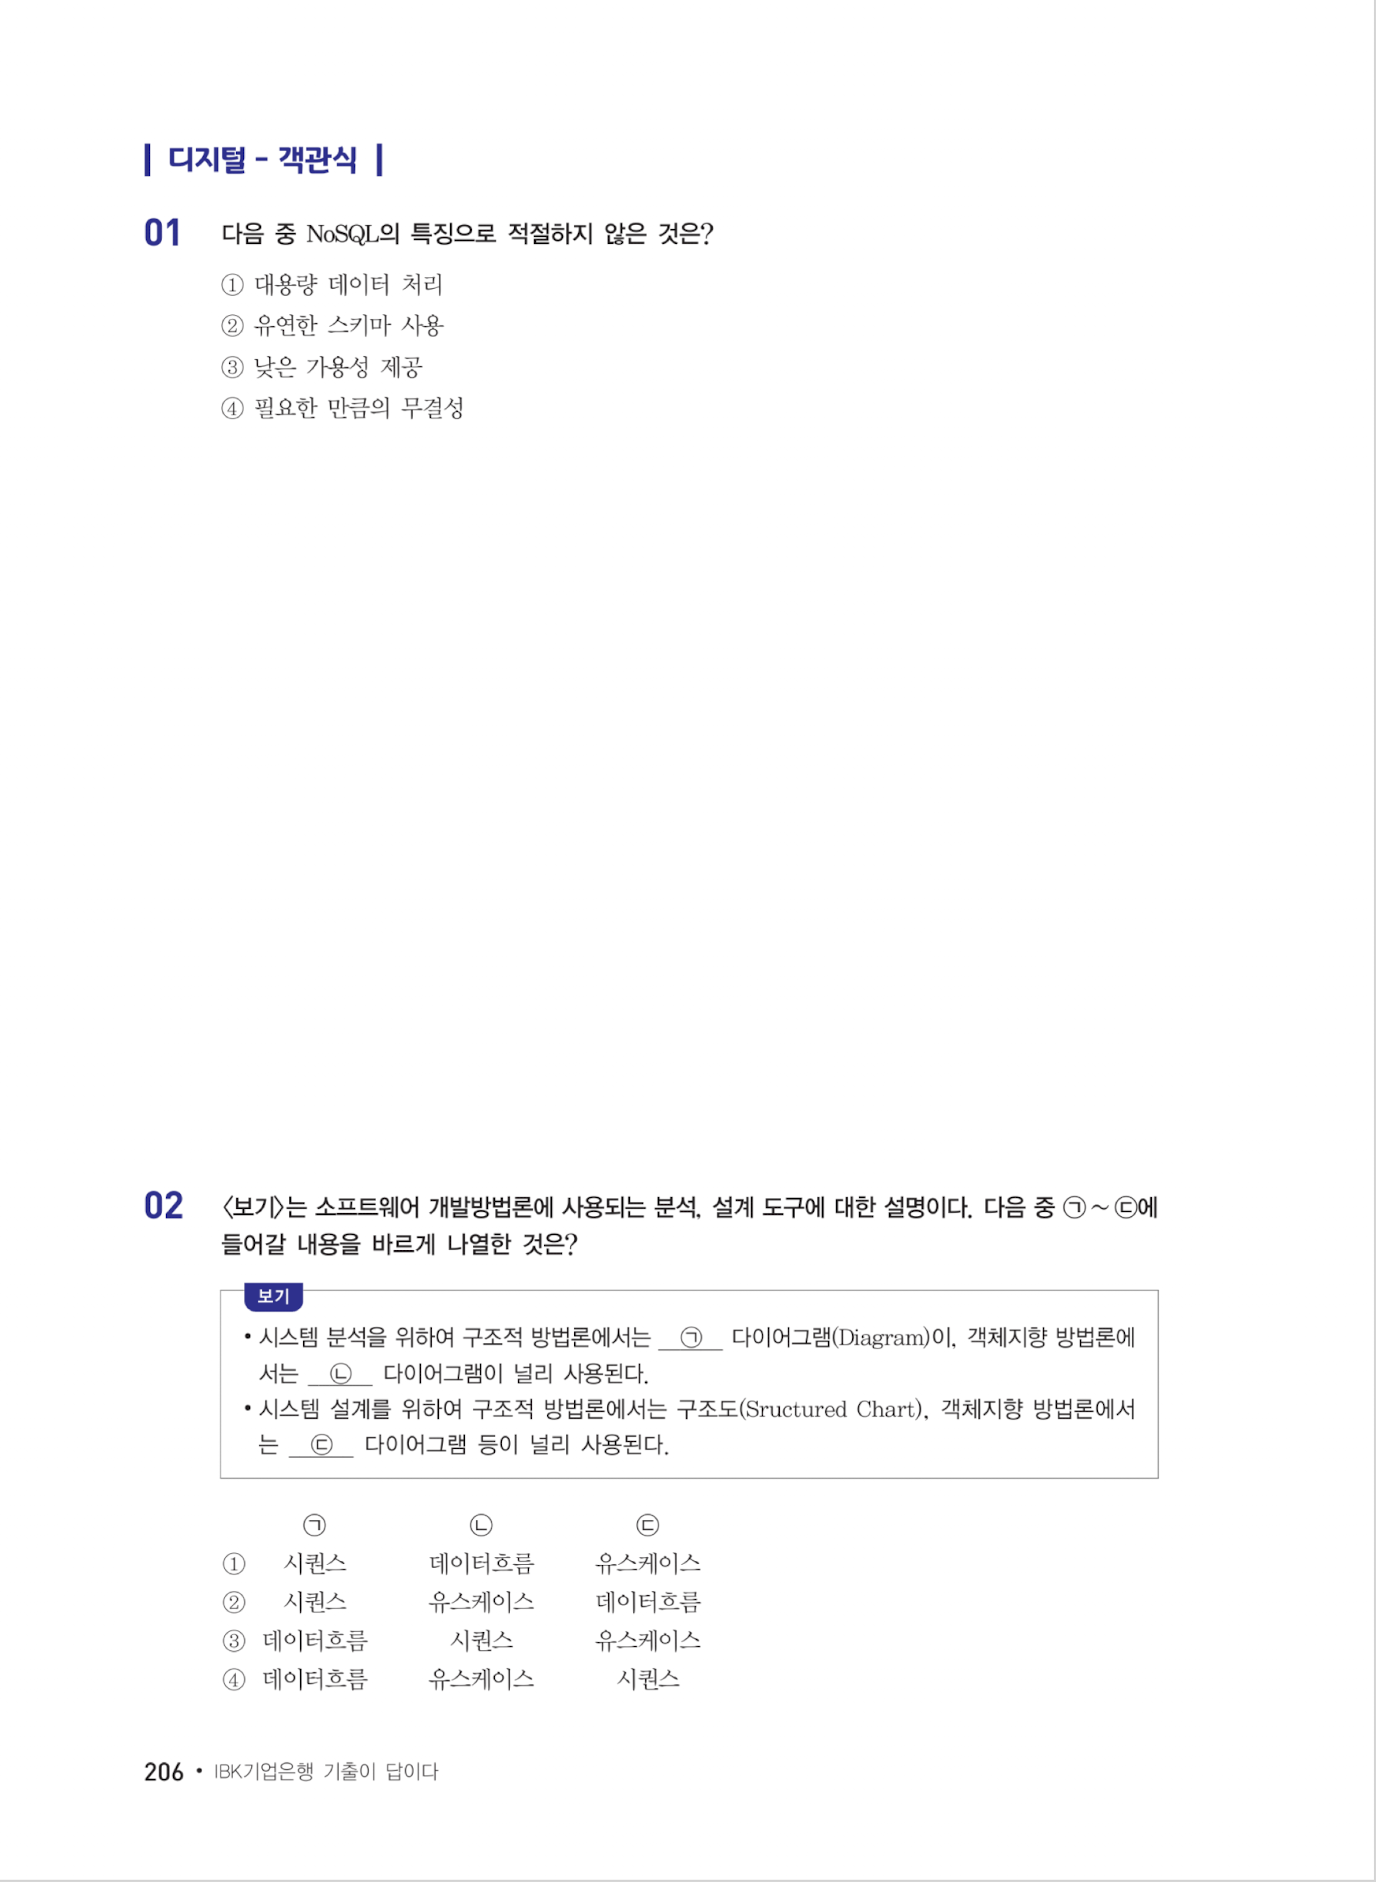 디지털 - 객관식
01 다음 중 NoSQL의 특징으로 적절하지 않은 것은?
① 대용량 데이터 처리
② 유연한 스키마 사용
③ 낮은 가용성 제공
④ 필요한 만큼의 무결성
02 〈보기〉는 소프트웨어 개발방법론에 사용되는 분석, 설계 도구에 대한 설명이다. 다음 중 ㉠~㉢에
들어갈 내용을 바르게 나열한 것은?
보기
• 시스템 분석을 위하여 구조적 방법론에서는 ㉠ 다이어그램(Diagram)이, 객체지향 방법론에
서는 ㉡ 다이어그램이 널리 사용된다.
• 시스템 설계를 위하여 구조적 방법론에서는 구조도(Sructured Chart), 객체지향 방법론에서
는 ㉢ 다이어그램 등이 널리 사용된다.
㉠ ㉡ ㉢
① 시퀀스 데이터흐름 유스케이스
② 시퀀스 유스케이스 데이터흐름
③ 데이터흐름 시퀀스 유스케이스
④ 데이터흐름 유스케이스 시퀀스
206 • IBK기업은행 기출이 답이다